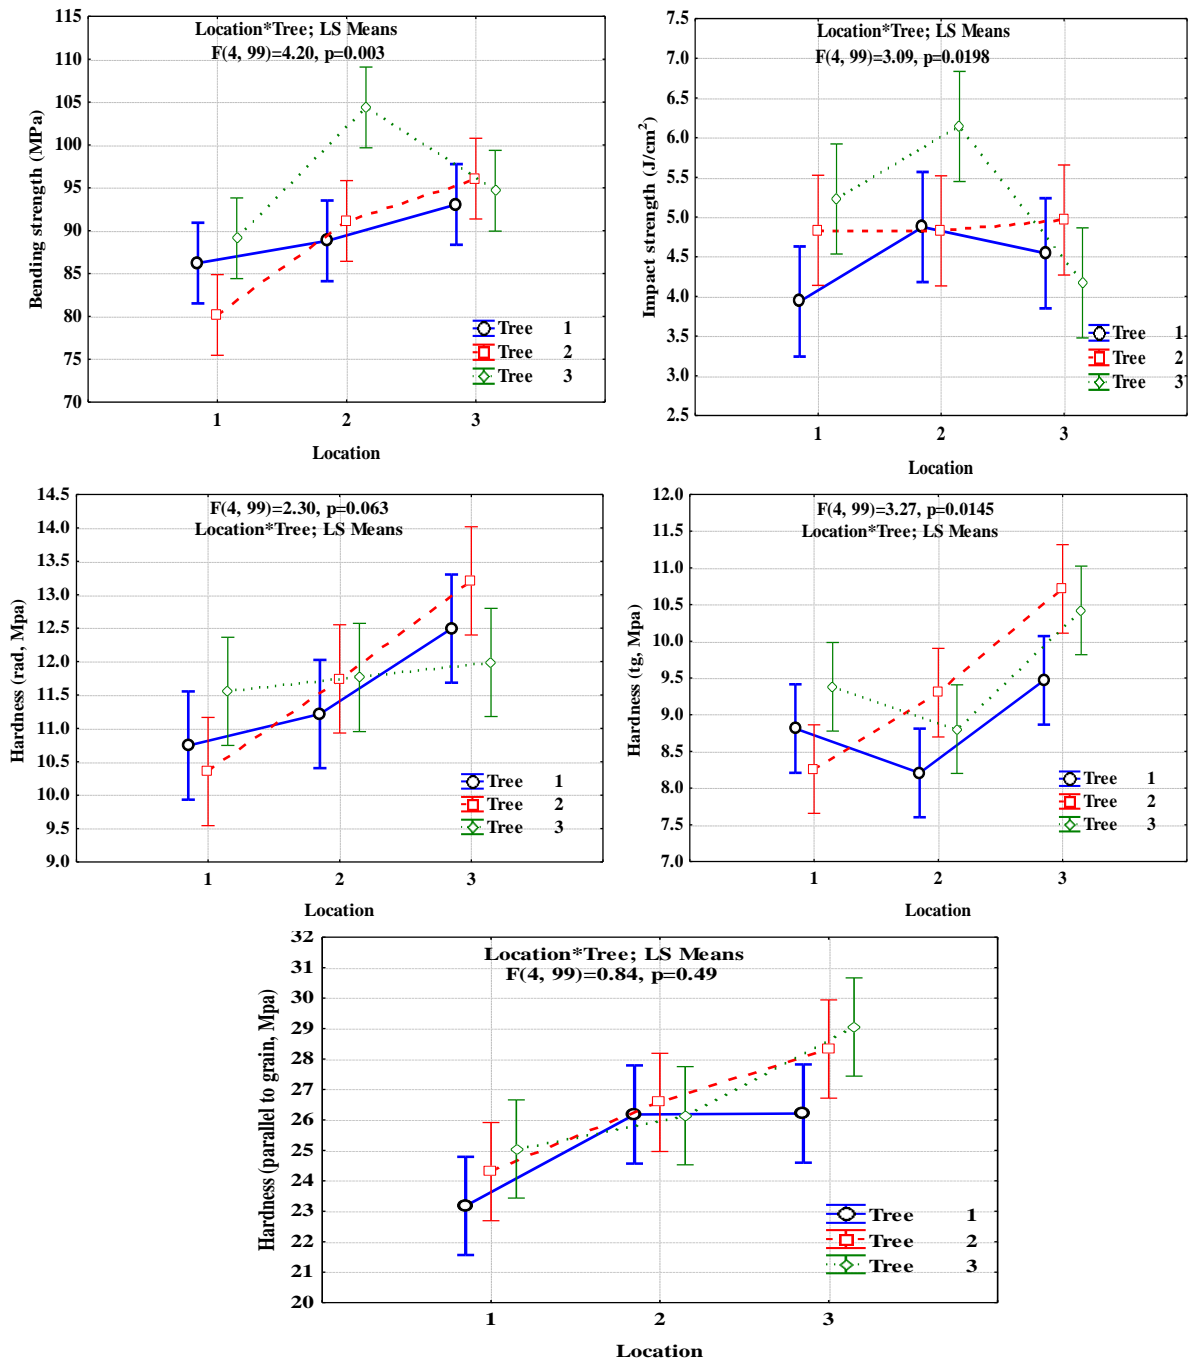 Location*Tree; LS Means
F(4, 99)=4.20, p=0.003
Bending strength (MPa)
115
110
105
100
95
90
85
80
75
70
Tree 1
Tree 2
Tree 3
1 2 3
Location
Location*Tree; LS Means
F(4, 99)=3.09, p=0.0198
Impact strength (J/cm²)
7.5
7.0
6.5
6.0
5.5
5.0
4.5
4.0
3.5
3.0
2.5
Tree 1
Tree 2
Tree 3
1 2 3
Location
F(4, 99)=2.30, p=0.063
Location*Tree; LS Means
Hardness (rad, Mpa)
14.5
14.0
13.5
13.0
12.5
12.0
11.5
11.0
10.5
10.0
9.5
9.0
Tree 1
Tree 2
Tree 3
1 2 3
Location
F(4, 99)=3.27, p=0.0145
Location*Tree; LS Means
Hardness (tg, Mpa)
12.0
11.5
11.0
10.5
10.0
9.5
9.0
8.5
8.0
7.5
7.0
Tree 1
Tree 2
Tree 3
1 2 3
Location
Location*Tree; LS Means
F(4, 99)=0.84, p=0.49
Hardness (parallel to grain, Mpa)
32
31
30
29
28
27
26
25
24
23
22
21
20
Tree 1
Tree 2
Tree 3
1 2 3
Location